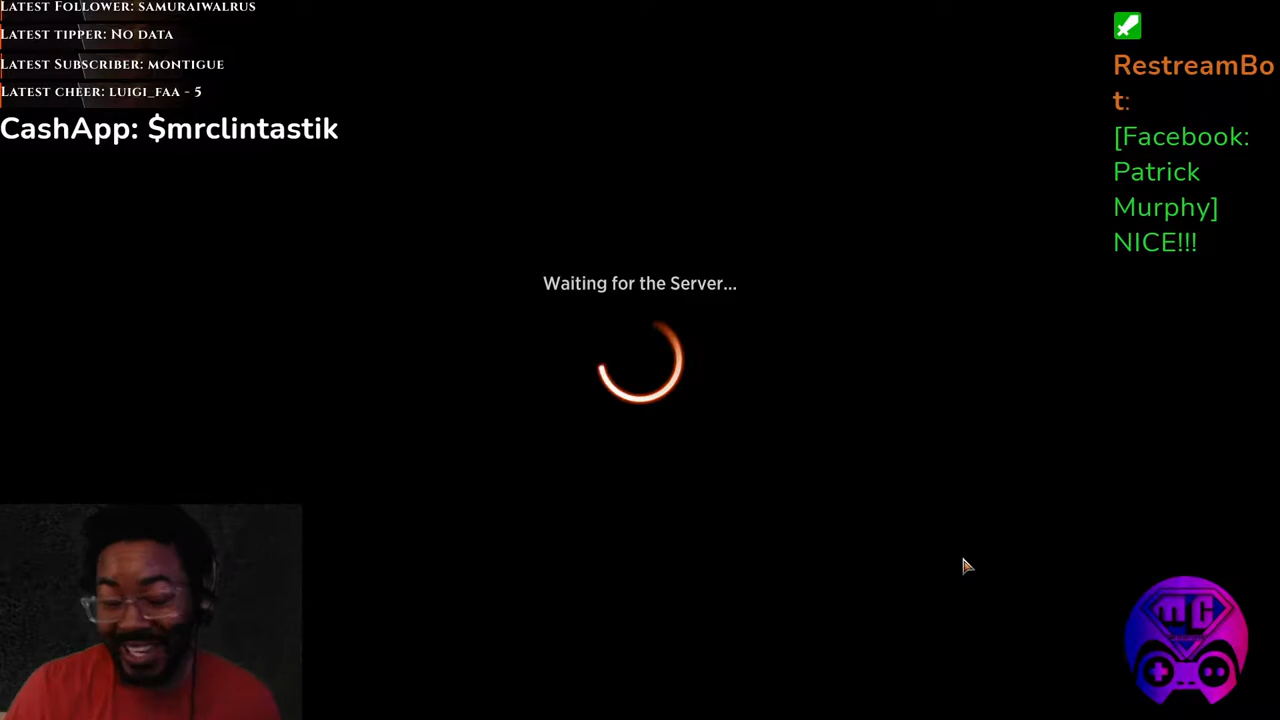 Latest Follower: samuraiwalrus
Latest tipper: No data
Latest Subscriber: montigue
Latest cheer: luigi_faa - 5
CashApp: $mrclintastik
Waiting for the Server...
RestreamBo
t:
[Facebook:
Patrick
Murphy]
NICE!!!
MC